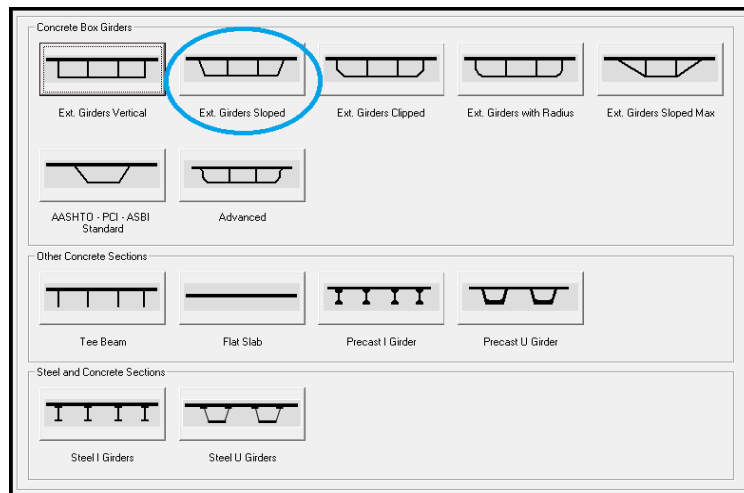 Concrete Box Girders
Ext. Girders Vertical
Ext. Girders Sloped
Ext. Girders Clipped
Ext. Girders with Radius
Ext. Girders Sloped Max
AASHTO - PCI - ASBI
Standard
Advanced
Other Concrete Sections
Tee Beam
Flat Slab
Precast I Girder
Precast U Girder
Steel and Concrete Sections
Steel I Girders
Steel U Girders